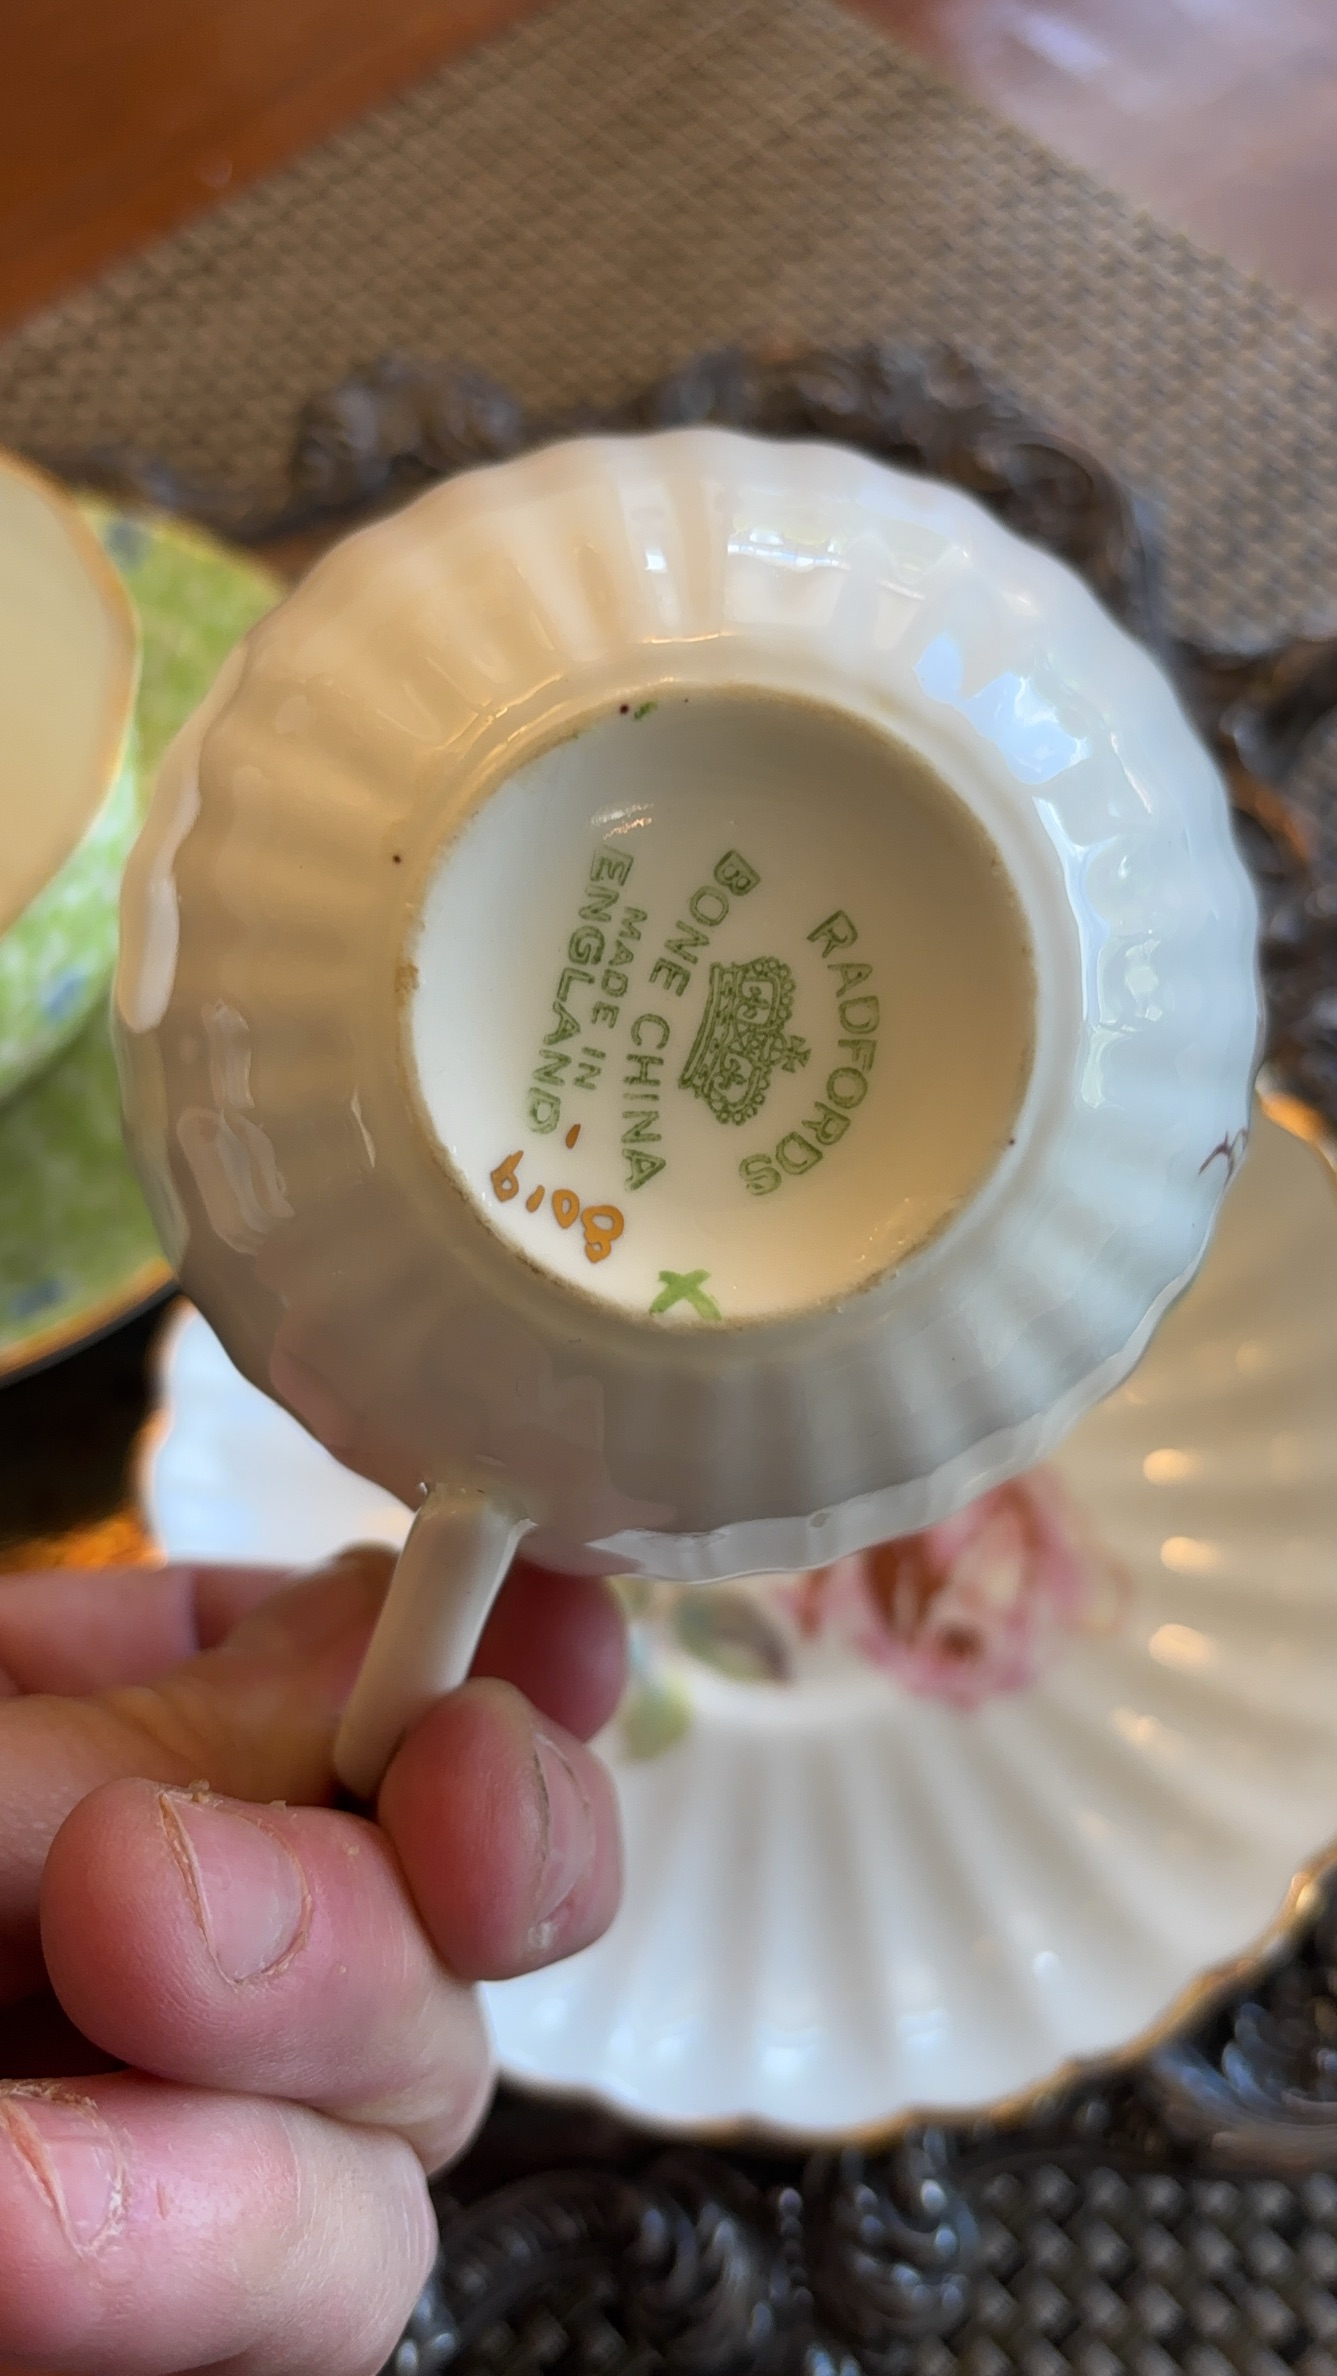 RADFORDS
BONE CHINA
MADE IN
ENGLAND
8019
X